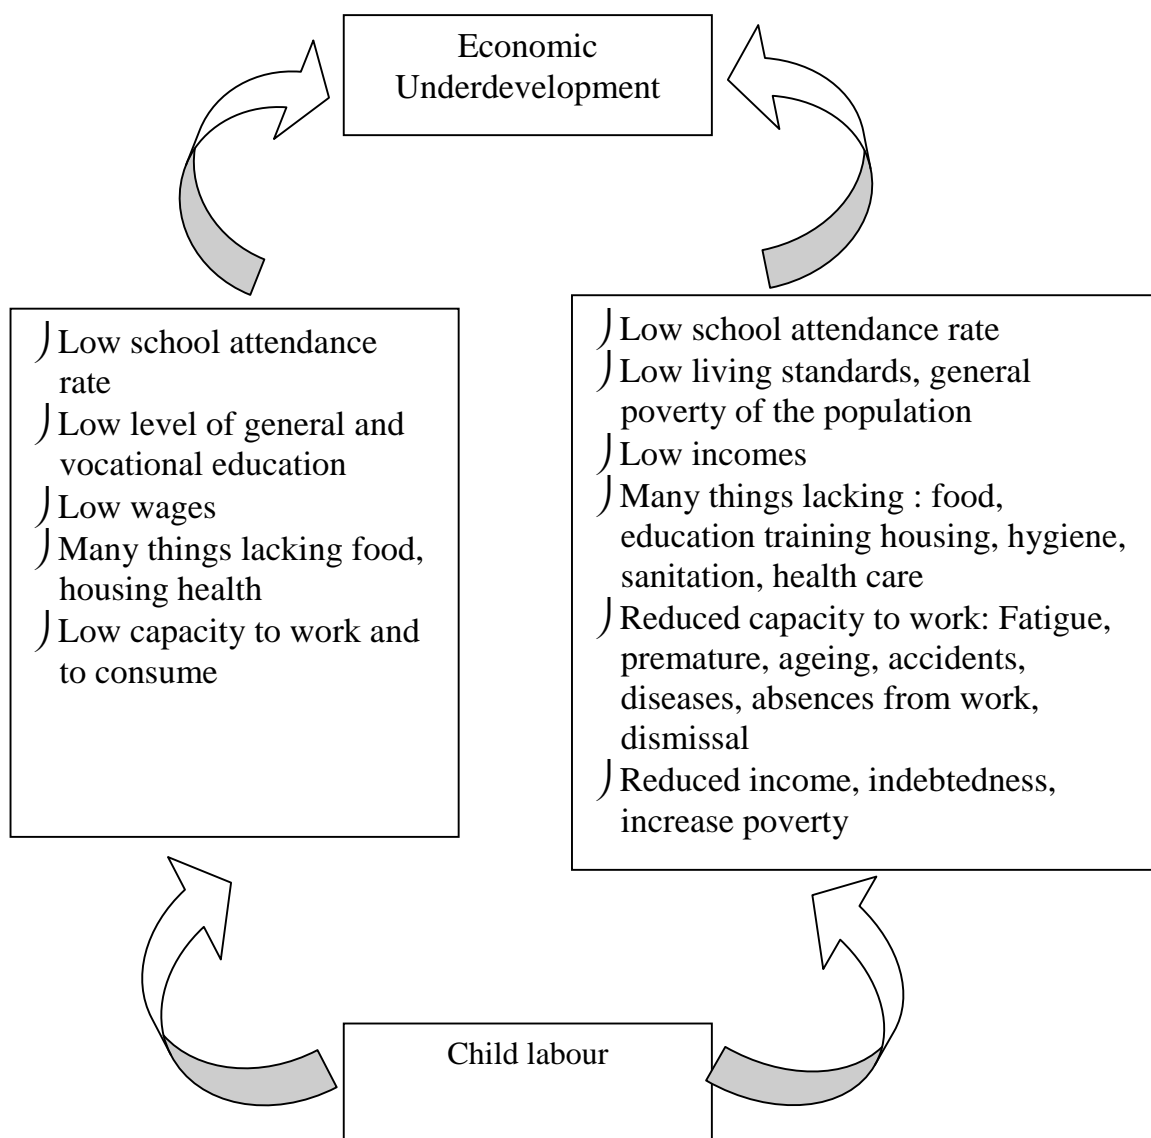 Economic
Underdevelopment
Low school attendance
rate
Low level of general and
vocational education
Low wages
Many things lacking food,
housing health
Low capacity to work and
to consume
Low school attendance rate
Low living standards, general
poverty of the population
Low incomes
Many things lacking : food,
education training housing, hygiene,
sanitation, health care
Reduced capacity to work: Fatigue,
premature, ageing, accidents,
diseases, absences from work,
dismissal
Reduced income, indebtedness,
increase poverty
Child labour